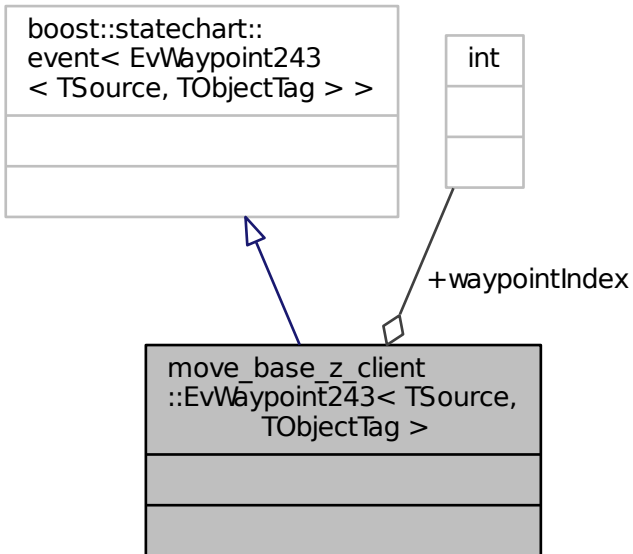 boost::statechart::
event< EvWaypoint243
< TSource, TObjectTag > >
int
+waypointIndex
move_base_z_client
::EvWaypoint243< TSource,
TObjectTag >